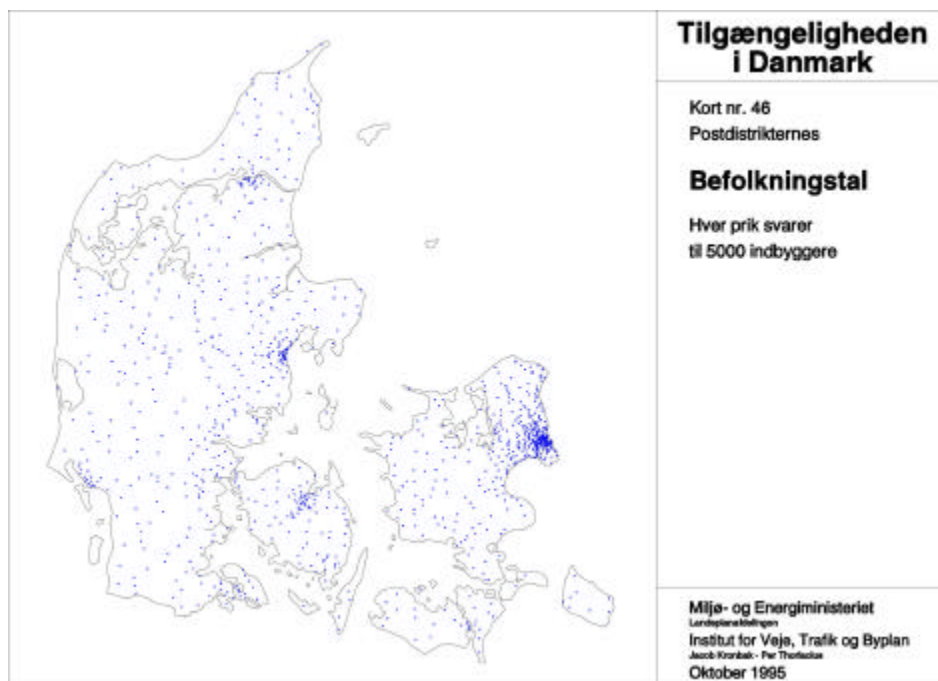 Tilgængeligheden
i Danmark
Kort nr. 46
Postdistrikternes
Befolkningstal
Hver prik svarer
til 5000 indbyggere
Miljø- og Energiministeriet
Landsplanafdelingen
Institut for Veje, Trafik og Byplan
Jacob Kronbak - Per Thorlacius
Oktober 1995